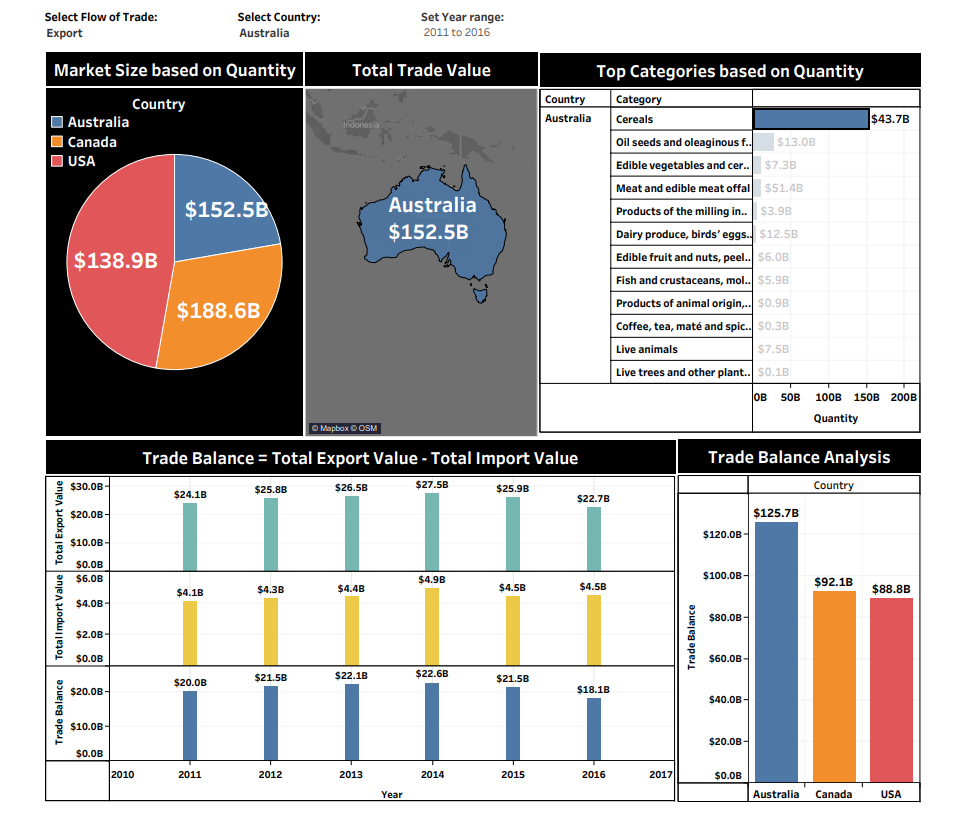 Select Flow of Trade:
Export
Select Country:
Australia
Set Year range:
2011 to 2016
Market Size based on Quantity
Country
Australia
Canada
USA
$152.5B
$138.9B
$188.6B
Total Trade Value
Indonesia
Australia
$152.5B
© Mapbox © OSM
Top Categories based on Quantity
Country Category
Australia Cereals $43.7B
Oil seeds and oleaginous f.. $13.0B
Edible vegetables and cer.. $7.3B
Meat and edible meat offal $51.4B
Products of the milling in.. $3.9B
Dairy produce, birds’ eggs.. $12.5B
Edible fruit and nuts, peel.. $6.0B
Fish and crustaceans, mol.. $5.9B
Products of animal origin,.. $0.9B
Coffee, tea, maté and spic.. $0.3B
Live animals $7.5B
Live trees and other plant.. $0.1B
0B 50B 100B 150B 200B
Quantity
Trade Balance = Total Export Value - Total Import Value
Total Export Value
$30.0B
$20.0B
$10.0B
$0.0B
$24.1B $25.8B $26.5B $27.5B $25.9B $22.7B
Total Import Value
$6.0B
$4.0B
$2.0B
$0.0B
$4.1B $4.3B $4.4B $4.9B $4.5B $4.5B
Trade Balance
$20.0B
$10.0B
$0.0B
$20.0B $21.5B $22.1B $22.6B $21.5B $18.1B
2010 2011 2012 2013 2014 2015 2016 2017
Year
Trade Balance Analysis
Country
Trade Balance
$120.0B
$100.0B
$80.0B
$60.0B
$40.0B
$20.0B
$0.0B
$125.7B
$92.1B
$88.8B
Australia Canada USA